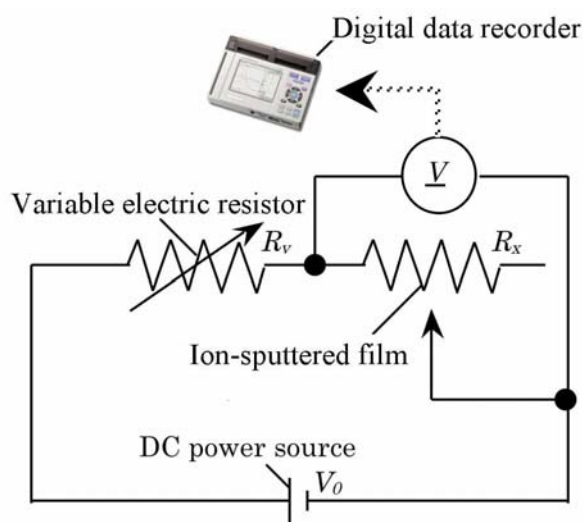 Digital data recorder
V
Variable electric resistor
Rv
Rx
Ion-sputtered film
DC power source
V0